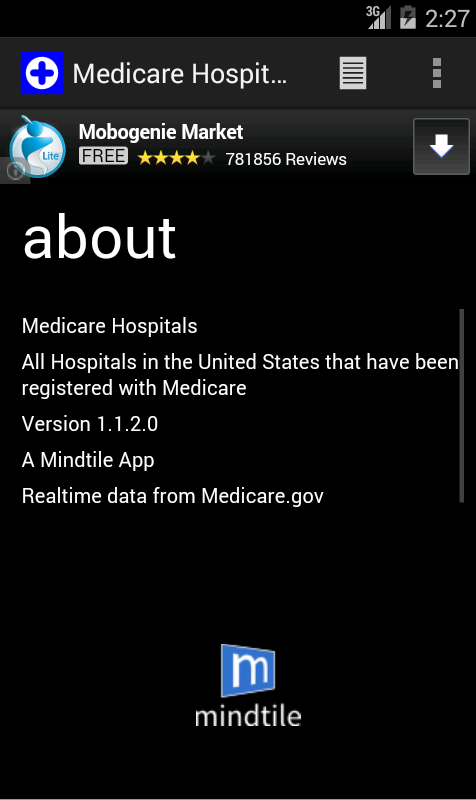 3G 2:27
Medicare Hospit...
Mobogenie Market
Lite
FREE 781856 Reviews
about
Medicare Hospitals
All Hospitals in the United States that have been
registered with Medicare
Version 1.1.2.0
A Mindtile App
Realtime data from Medicare.gov
m
mindtile